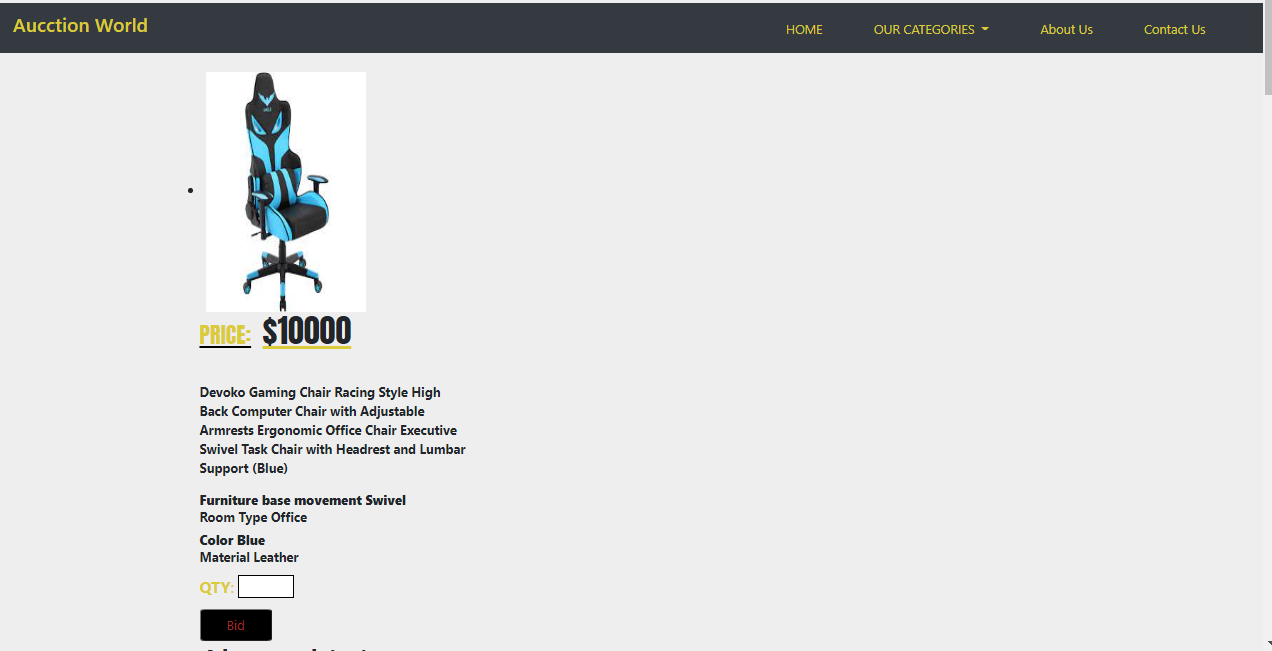 Aucction World
HOME
OUR CATEGORIES
About Us
Contact Us
PRICE: $10000
Devoko Gaming Chair Racing Style High
Back Computer Chair with Adjustable
Armrests Ergonomic Office Chair Executive
Swivel Task Chair with Headrest and Lumbar
Support (Blue)
Furniture base movement Swivel
Room Type Office
Color Blue
Material Leather
QTY:
Bid